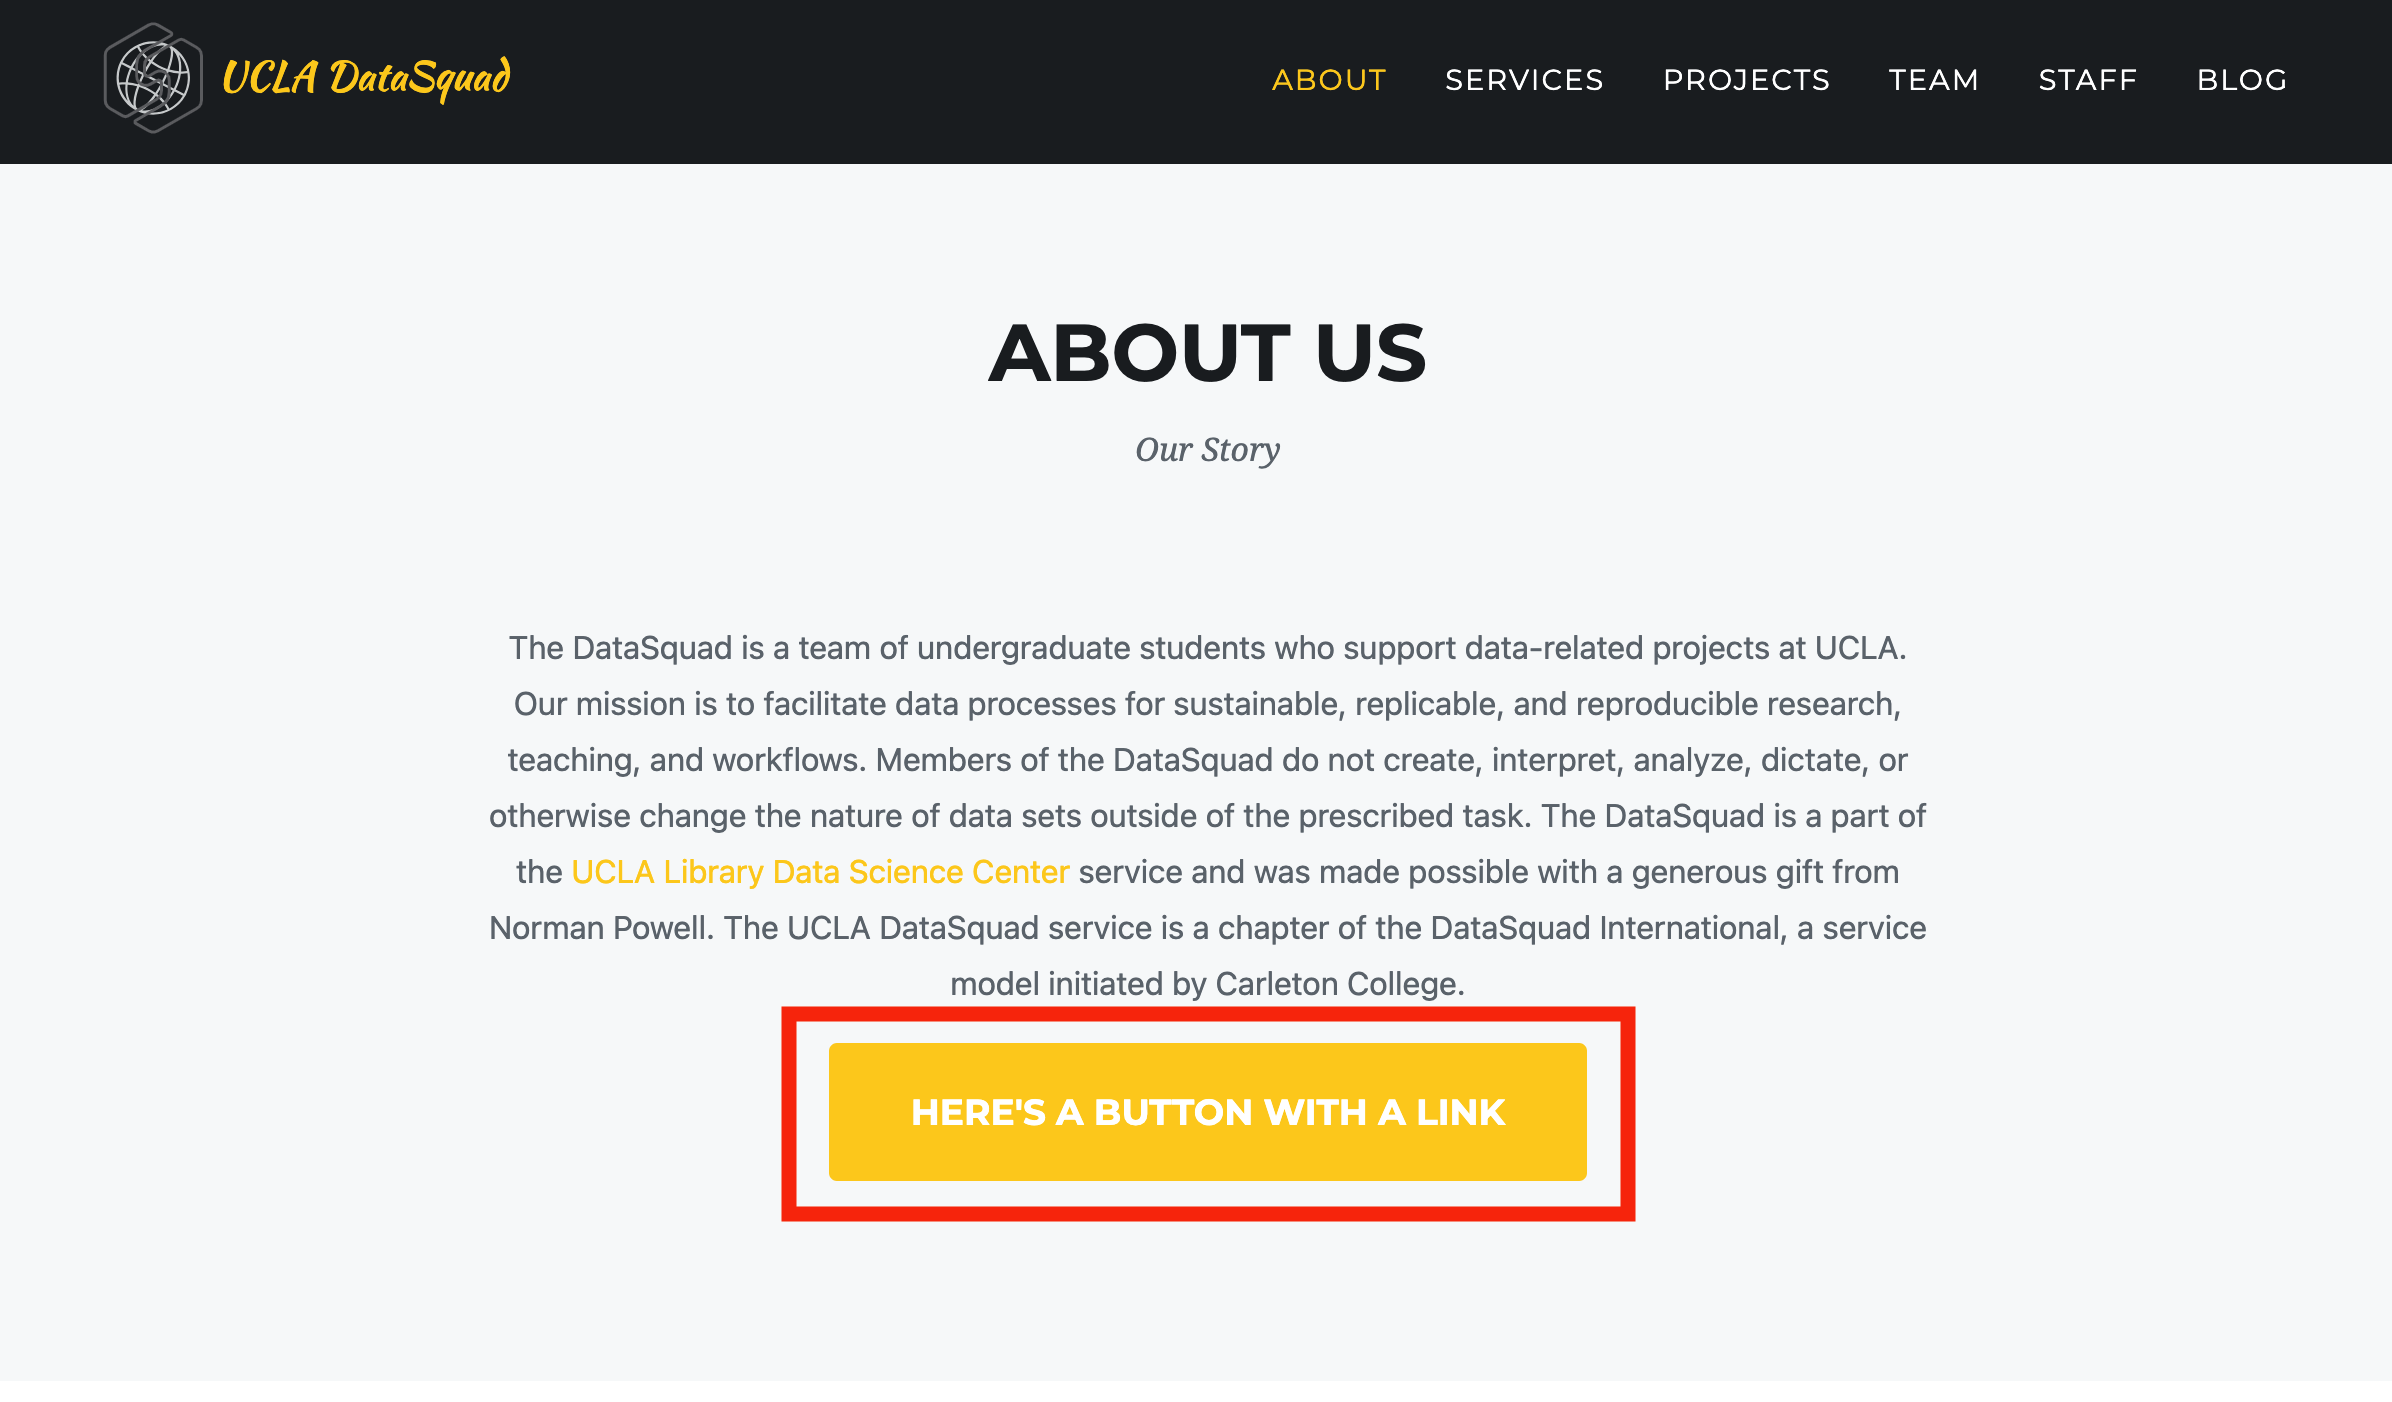 UCLA DataSquad
ABOUT SERVICES PROJECTS TEAM STAFF BLOG
ABOUT US
Our Story
The DataSquad is a team of undergraduate students who support data-related projects at UCLA.
Our mission is to facilitate data processes for sustainable, replicable, and reproducible research,
teaching, and workflows. Members of the DataSquad do not create, interpret, analyze, dictate, or
otherwise change the nature of data sets outside of the prescribed task. The DataSquad is a part of
the UCLA Library Data Science Center service and was made possible with a generous gift from
Norman Powell. The UCLA DataSquad service is a chapter of the DataSquad International, a service
model initiated by Carleton College.
HERE'S A BUTTON WITH A LINK